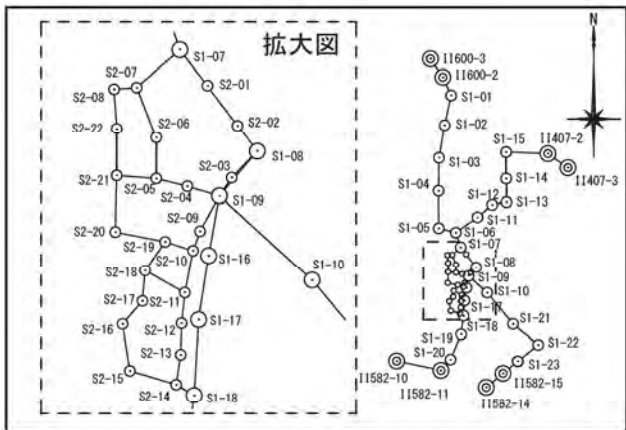 拡大図
S1-07
S2-07
S2-01
S2-08
S2-02
S2-22
S2-06
S1-08
S2-03
S2-21
S2-05
S2-04
S1-09
S2-09
S2-20
S2-19
S2-10
S1-16
S2-18
S1-10
S2-11
S2-17
S2-16
S2-12
S1-17
S2-13
S2-15
S2-14
S1-18
N
II600-3
II600-2
S1-01
S1-02
S1-15
II407-2
S1-03
II407-3
S1-14
S1-04
S1-12
S1-13
S1-11
S1-05
S1-06
S1-07
S1-08
S1-09
S1-10
S1-17
S1-18
S1-21
S1-19
S1-22
S1-20
S1-23
II582-10
II582-11
II582-15
II582-14